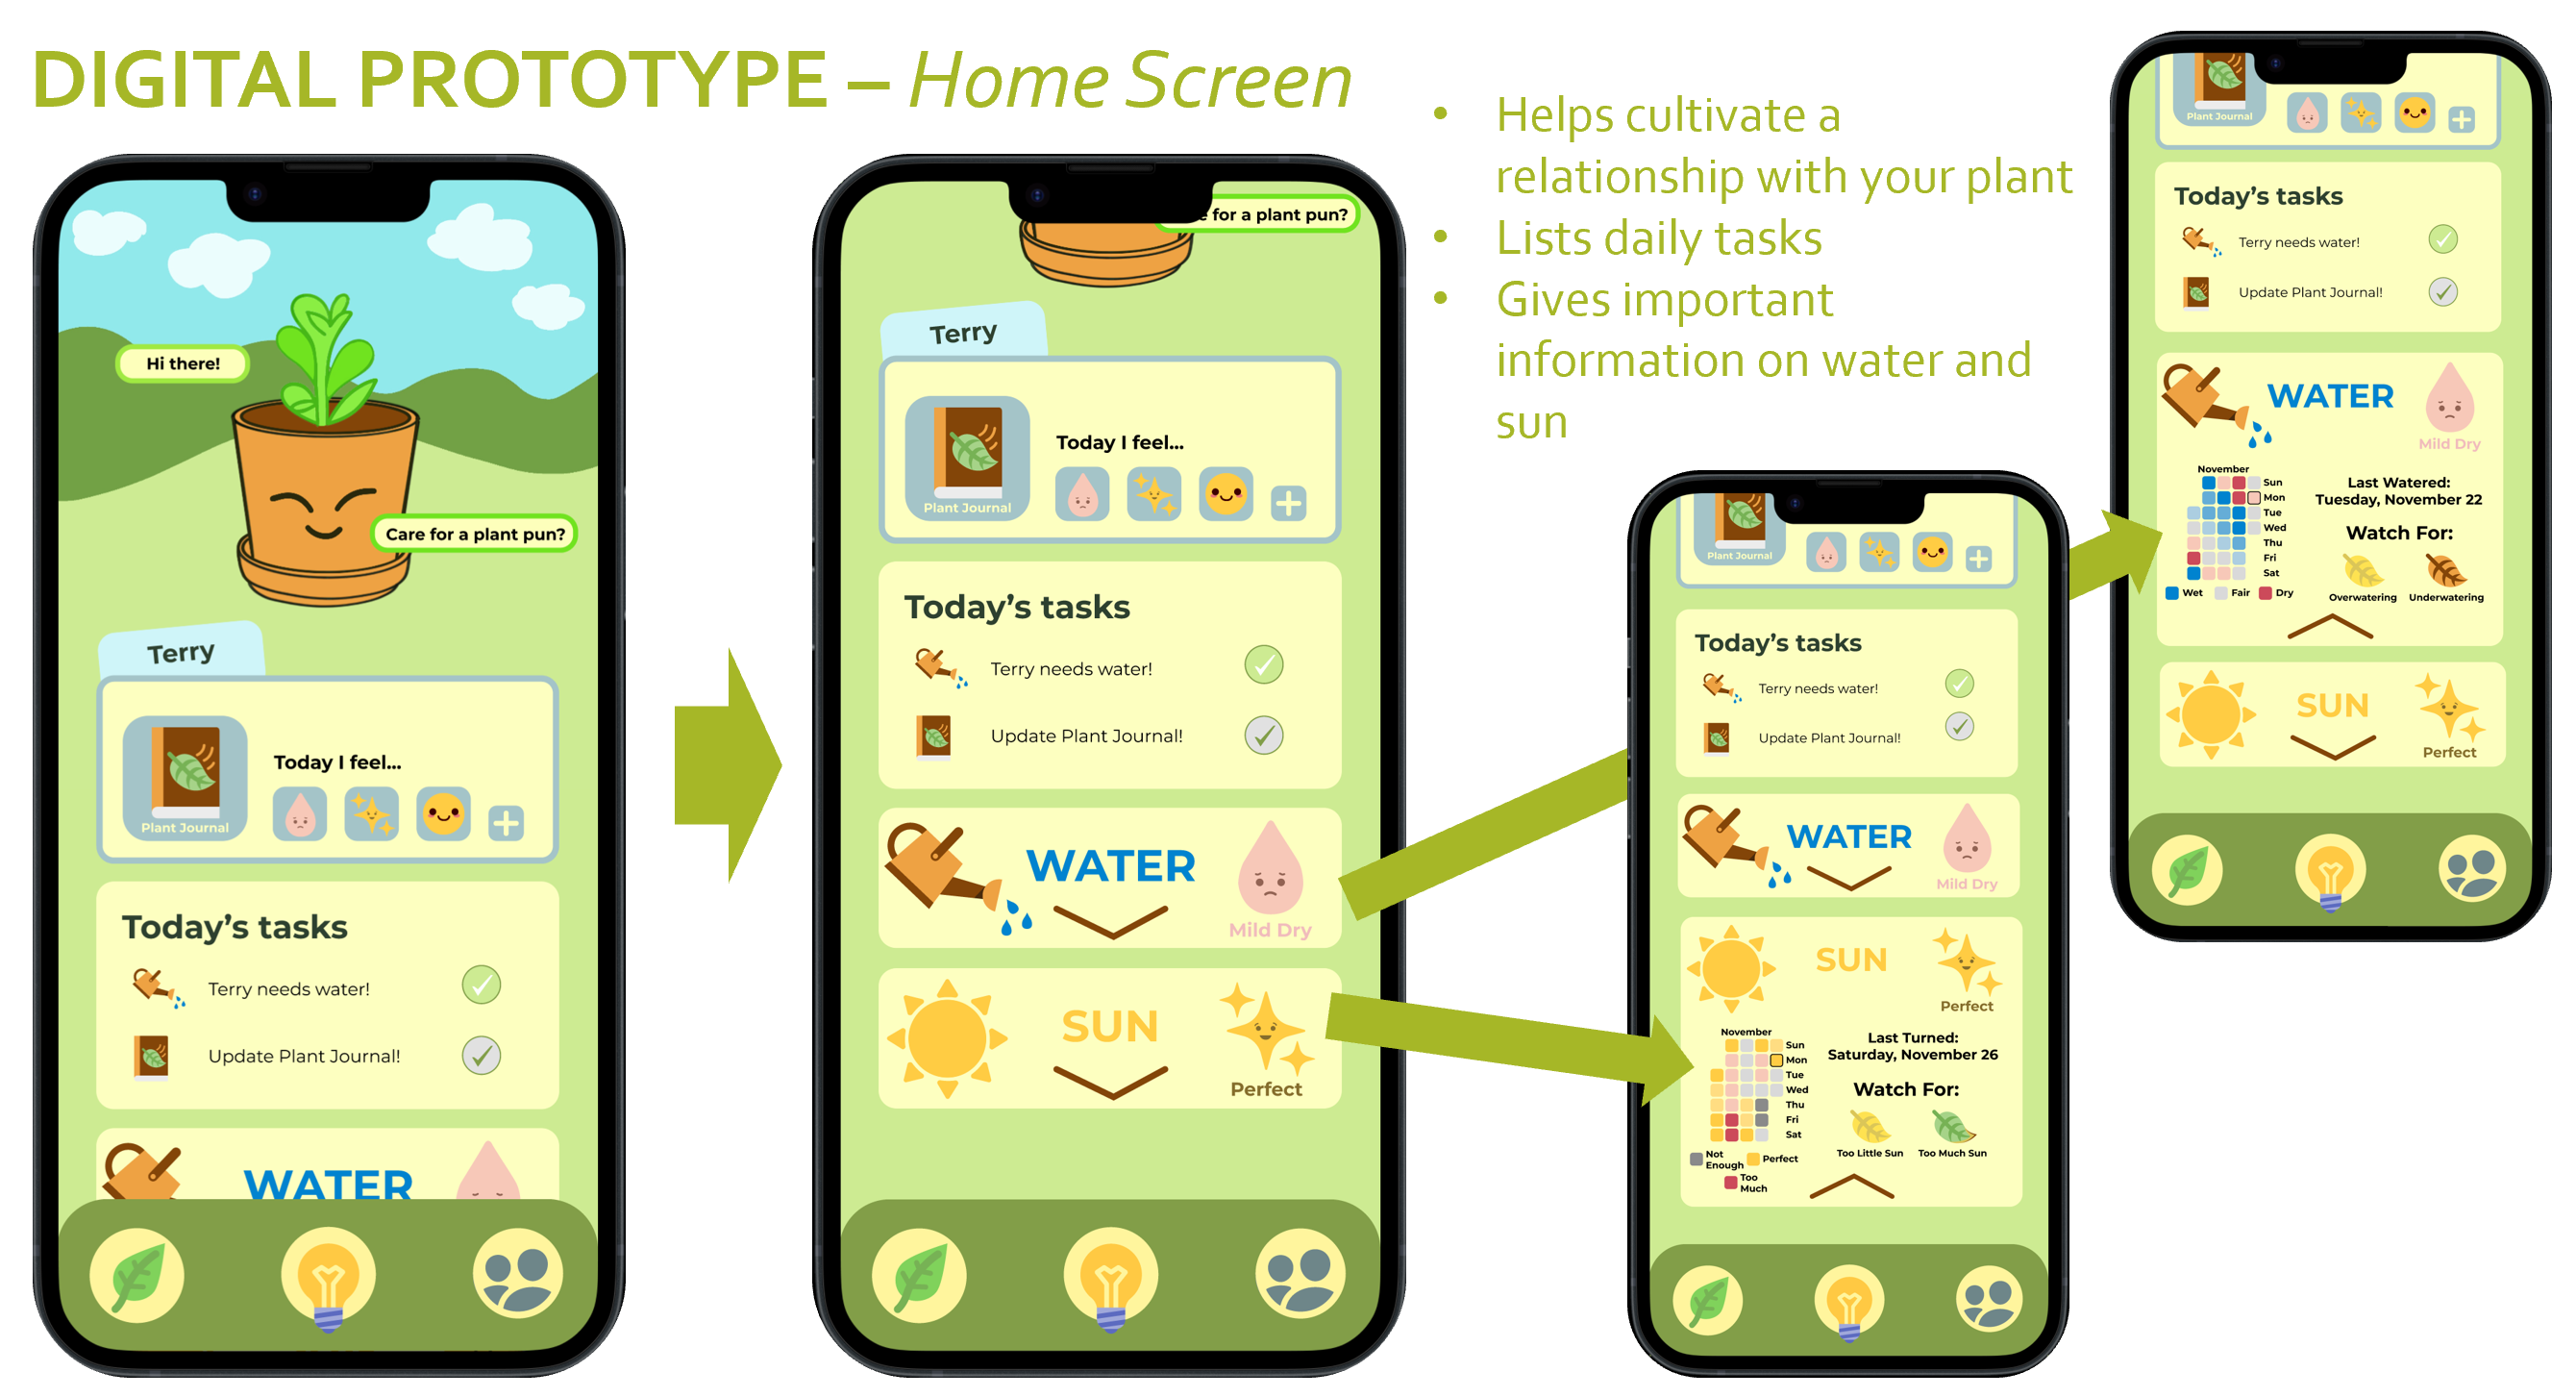 DIGITAL PROTOTYPE – Home Screen
• Helps cultivate a
relationship with your plant
• Lists daily tasks
• Gives important
information on water and
sun
Hi there!
Care for a plant pun?
Terry
Today I feel...
Plant Journal
Today's tasks
Terry needs water!
Update Plant Journal!
WATER
e for a plant pun?
Terry
Today I feel...
Plant Journal
Today's tasks
Terry needs water!
Update Plant Journal!
WATER
Mild Dry
SUN
Perfect
Plant Journal
Today's tasks
Terry needs water!
Update Plant Journal!
WATER
Mild Dry
SUN
Perfect
November
Sun
Mon
Tue
Wed
Thu
Fri
Sat
Not
Enough
Perfect
Too
Much
Last Turned:
Saturday, November 26
Watch For:
Too Little Sun
Too Much Sun
Plant Journal
Today's tasks
Terry needs water!
Update Plant Journal!
WATER
Mild Dry
November
Sun
Mon
Tue
Wed
Thu
Fri
Sat
Wet
Fair
Dry
Last Watered:
Tuesday, November 22
Watch For:
Overwatering
Underwatering
SUN
Perfect